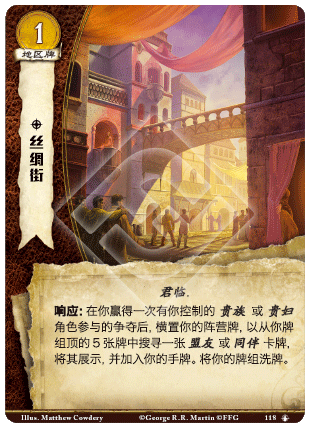 1
地区牌
丝绸街
君临.
响应: 在你赢得一次有你控制的 贵族 或 贵妇
角色参与的争夺后, 横置你的阵营牌, 以从你牌
组顶的 5 张牌中搜寻一张 盟友 或 同伴 卡牌,
将其展示, 并加入你的手牌。将你的牌组洗牌。
Illus. Matthew Cowdery
©George R.R. Martin ©FFG
118